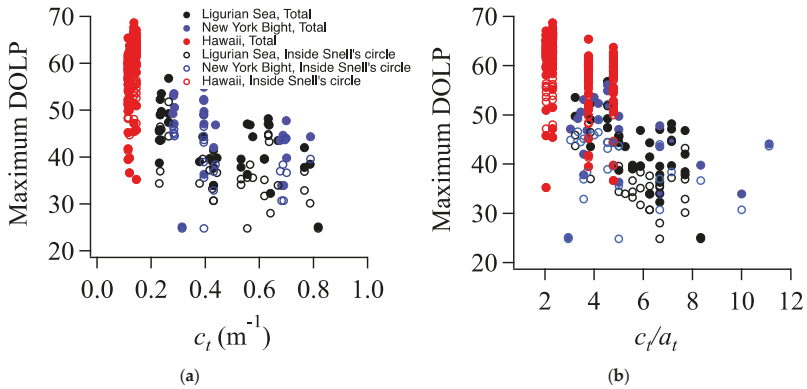 Ligurian Sea, Total
New York Bight, Total
Hawaii, Total
Ligurian Sea, Inside Snell's circle
New York Bight, Inside Snell's circle
Hawaii, Inside Snell's circle
Maximum DOLP
70
60
50
40
30
20
0.0 0.2 0.4 0.6 0.8 1.0
c_t (m⁻¹)
(a)
Maximum DOLP
70
60
50
40
30
20
2 4 6 8 10 12
c_t/a_t
(b)